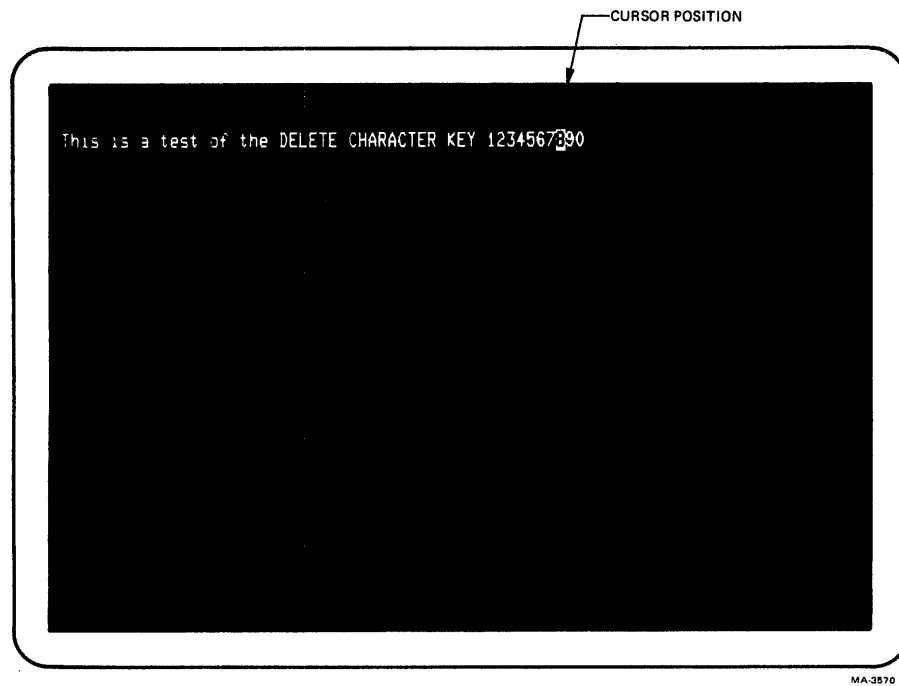 CURSOR POSITION
This is a test of the DELETE CHARACTER KEY 1234567890
MA-3570